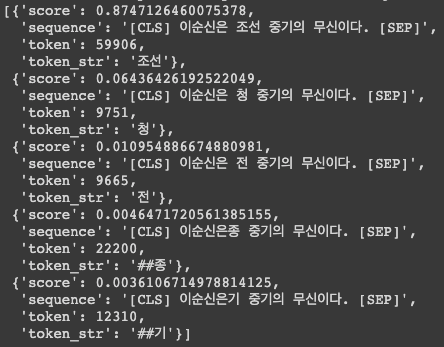 [{'score': 0.8747126460075378,
'sequence': '[CLS] 이순신은 조선 중기의 무신이다. [SEP]',
'token': 59906,
'token_str': '조선'},
{'score': 0.06436426192522049,
'sequence': '[CLS] 이순신은 청 중기의 무신이다. [SEP]',
'token': 9751,
'token_str': '청'},
{'score': 0.010954886674880981,
'sequence': '[CLS] 이순신은 전 중기의 무신이다. [SEP]',
'token': 9665,
'token_str': '전'},
{'score': 0.0046471720561385155,
'sequence': '[CLS] 이순신은종 중기의 무신이다. [SEP]',
'token': 22200,
'token_str': '##종'},
{'score': 0.0036106714978814125,
'sequence': '[CLS] 이순신은기 중기의 무신이다. [SEP]',
'token': 12310,
'token_str': '##기'}]